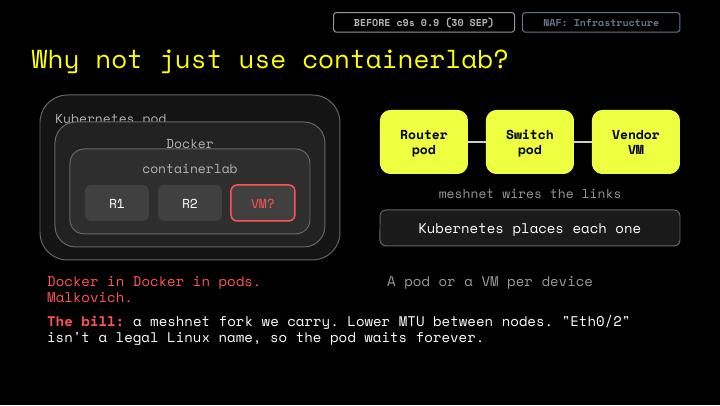 BEFORE c9s 0.9 (30 SEP)
NAF: Infrastructure
Why not just use containerlab?
Kubernetes pod
Docker
containerlab
R1
R2
VM?
Router
pod
Switch
pod
Vendor
VM
meshnet wires the links
Kubernetes places each one
Docker in Docker in pods.
Malkovich.
A pod or a VM per device
The bill: a meshnet fork we carry. Lower MTU between nodes. "Eth0/2"
isn't a legal Linux name, so the pod waits forever.